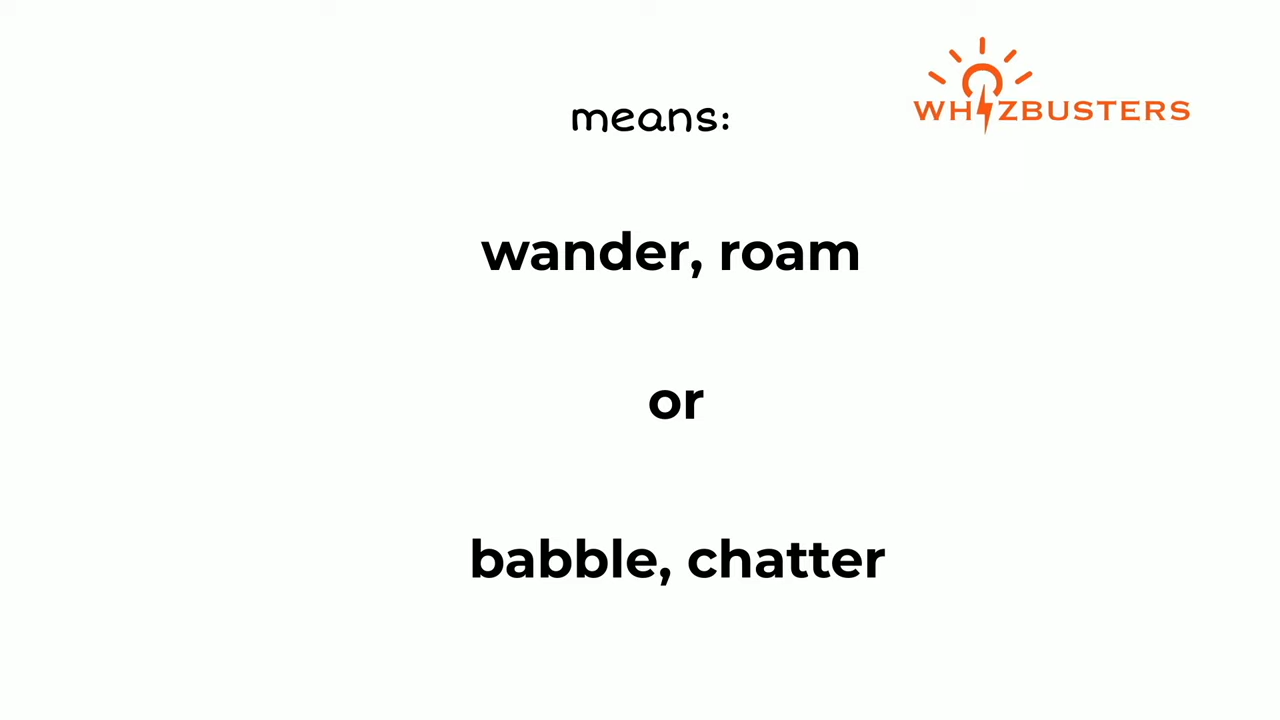 WHIZBUSTERS
means:
wander, roam
or
babble, chatter